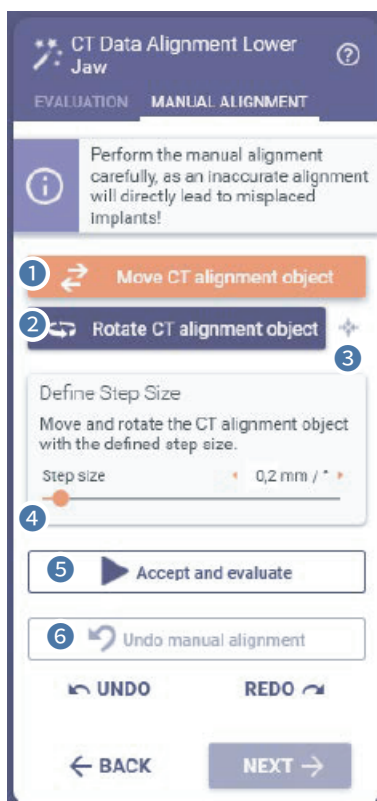 CT Data Alignment Lower
Jaw
EVALUATION MANUAL ALIGNMENT
Perform the manual alignment
carefully, as an inaccurate alignment
will directly lead to misplaced
implants!
1 Move CT alignment object
2 Rotate CT alignment object
3
Define Step Size
Move and rotate the CT alignment object
with the defined step size.
Step size 0,2 mm / °
4
5 Accept and evaluate
6 Undo manual alignment
UNDO REDO
BACK NEXT